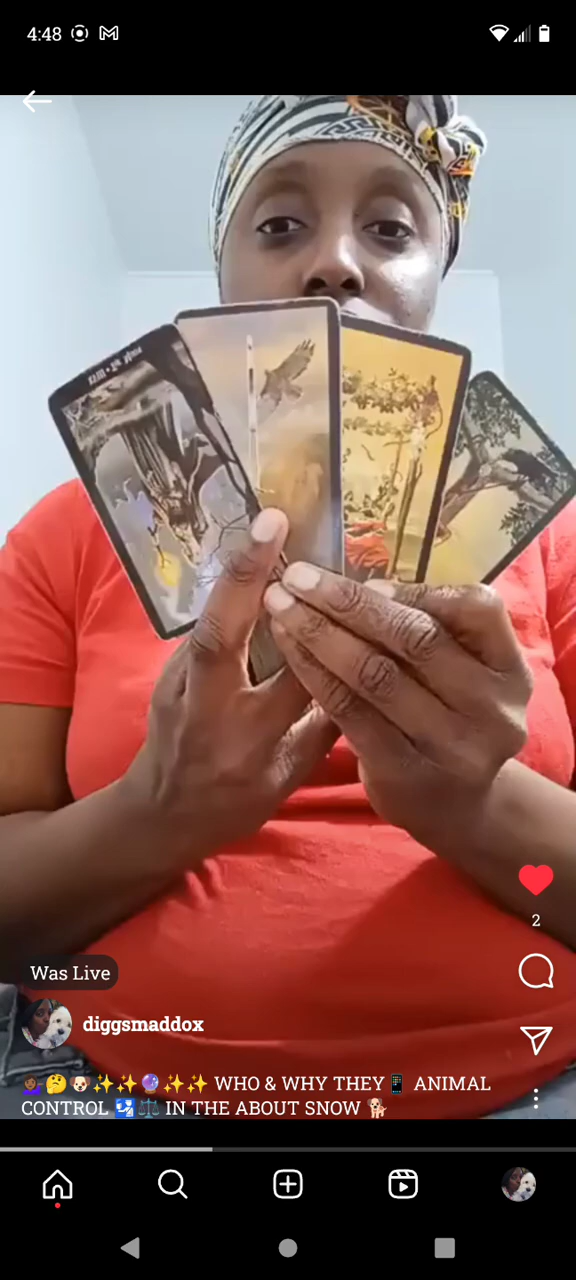 4:48
2
Was Live
diggsmaddox
💁🏾‍♀️🤔🐶✨✨🔮✨✨ WHO & WHY THEY📱 ANIMAL
CONTROL 🛂⚖️ IN THE ABOUT SNOW 🐕